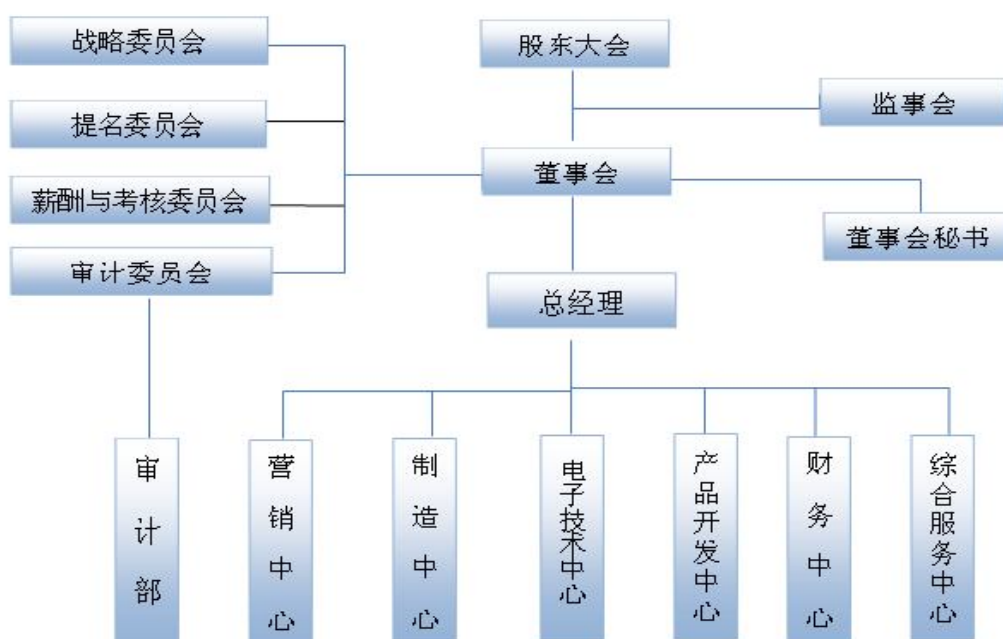 战略委员会
股东大会
监事会
提名委员会
董事会
薪酬与考核委员会
董事会秘书
审计委员会
总经理
审计部
营销中心
制造中心
电子技术中心
产品开发中心
财务中心
综合服务中心